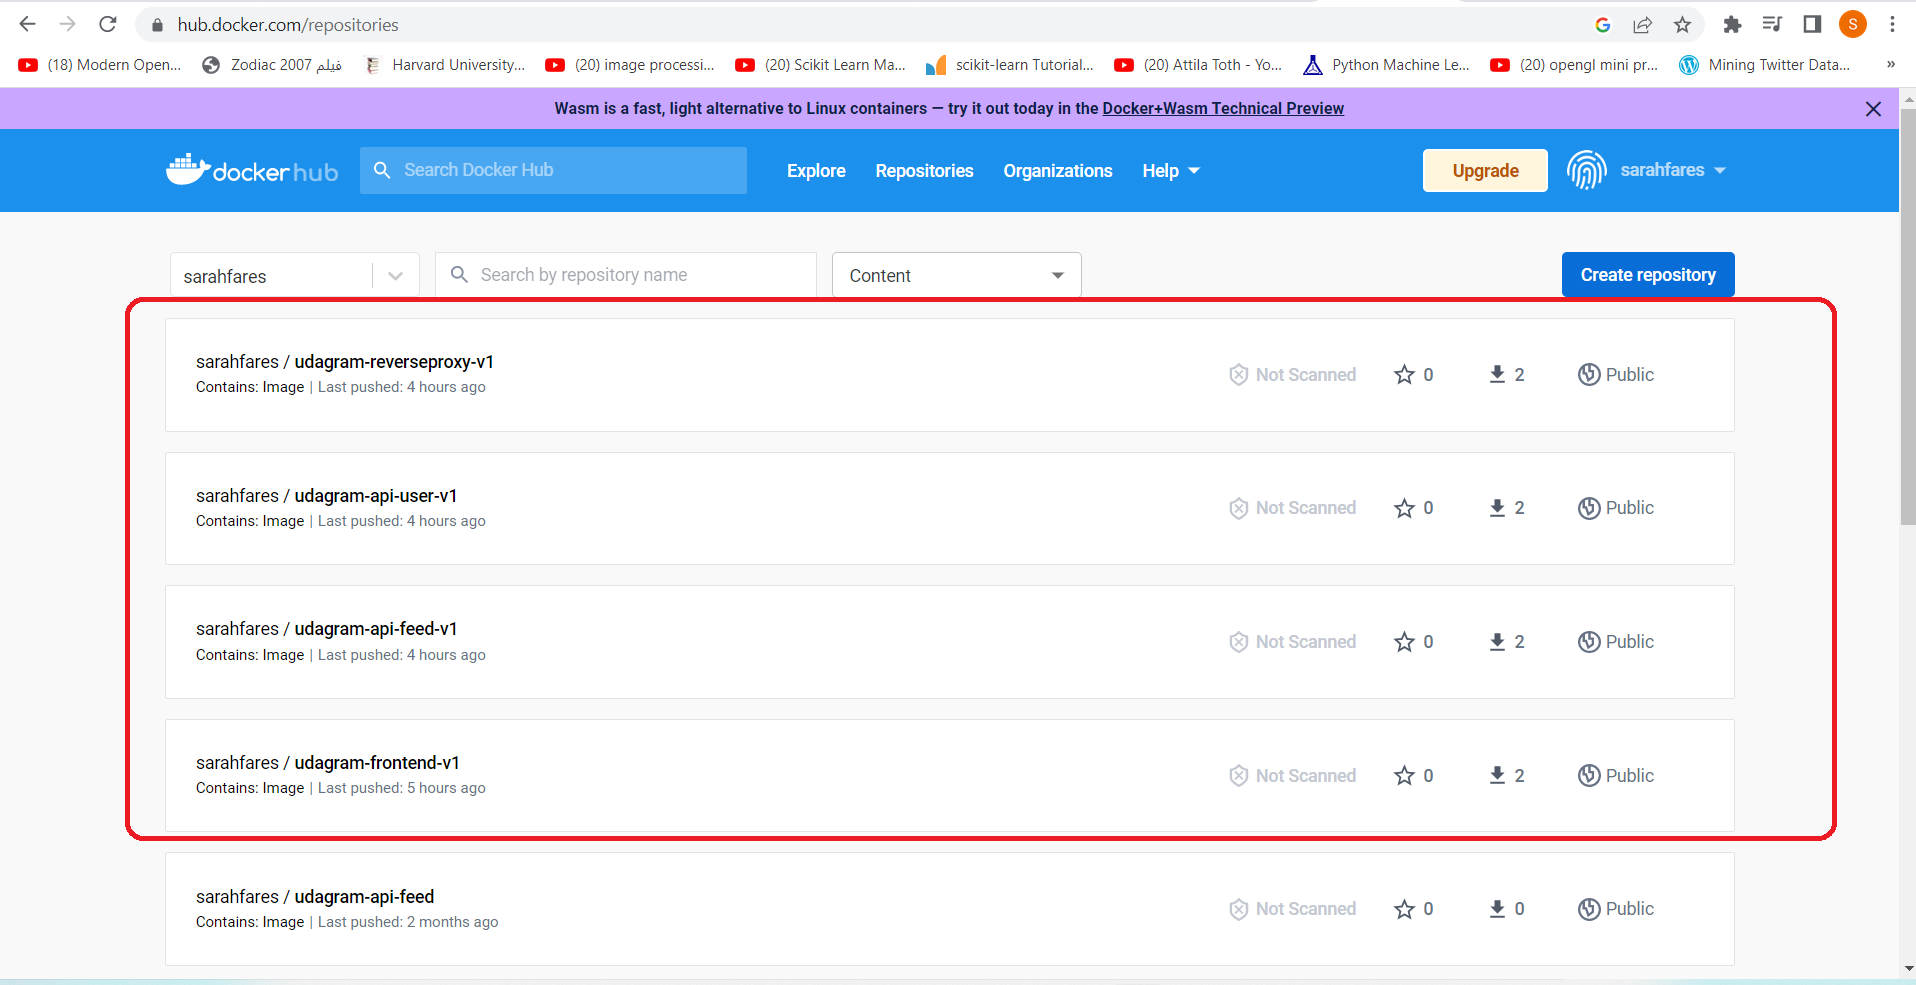 hub.docker.com/repositories
S
(18) Modern Open...
Zodiac 2007 فيلم
Harvard University...
(20) image processi...
(20) Scikit Learn Ma...
scikit-learn Tutorial...
(20) Attila Toth - Yo...
Python Machine Le...
(20) opengl mini pr...
Mining Twitter Data...
»
Wasm is a fast, light alternative to Linux containers — try it out today in the Docker+Wasm Technical Preview
dockerhub
Search Docker Hub
Explore
Repositories
Organizations
Help
Upgrade
sarahfares
sarahfares
Search by repository name
Content
Create repository
sarahfares / udagram-reverseproxy-v1
Contains: Image | Last pushed: 4 hours ago
Not Scanned
0
2
Public
sarahfares / udagram-api-user-v1
Contains: Image | Last pushed: 4 hours ago
Not Scanned
0
2
Public
sarahfares / udagram-api-feed-v1
Contains: Image | Last pushed: 4 hours ago
Not Scanned
0
2
Public
sarahfares / udagram-frontend-v1
Contains: Image | Last pushed: 5 hours ago
Not Scanned
0
2
Public
sarahfares / udagram-api-feed
Contains: Image | Last pushed: 2 months ago
Not Scanned
0
0
Public